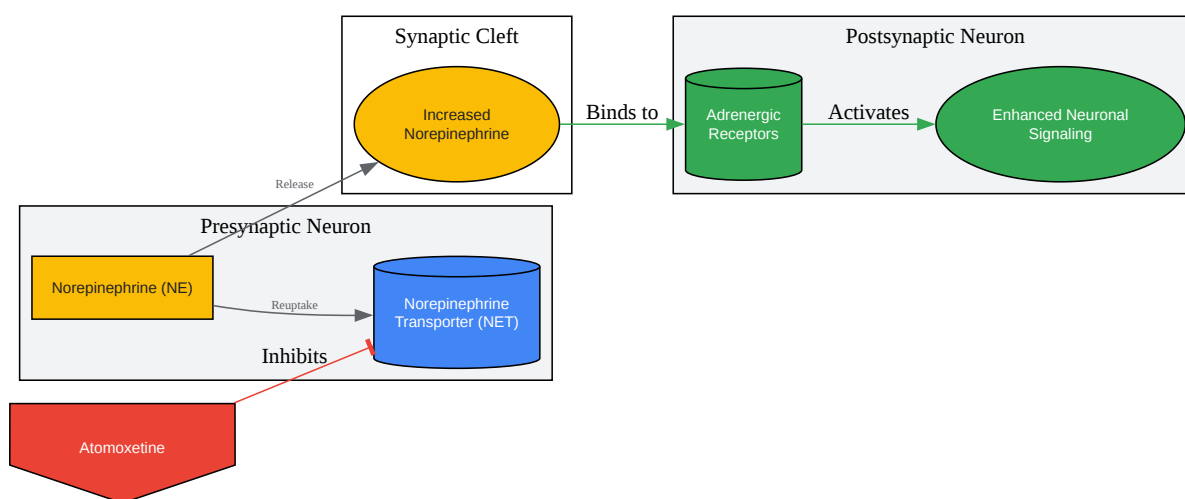 Synaptic Cleft
Postsynaptic Neuron
Increased
Norepinephrine
Binds to
Adrenergic
Receptors
Activates
Enhanced Neuronal
Signaling
Release
Presynaptic Neuron
Norepinephrine (NE)
Reuptake
Norepinephrine
Transporter (NET)
Inhibits
Atomoxetine